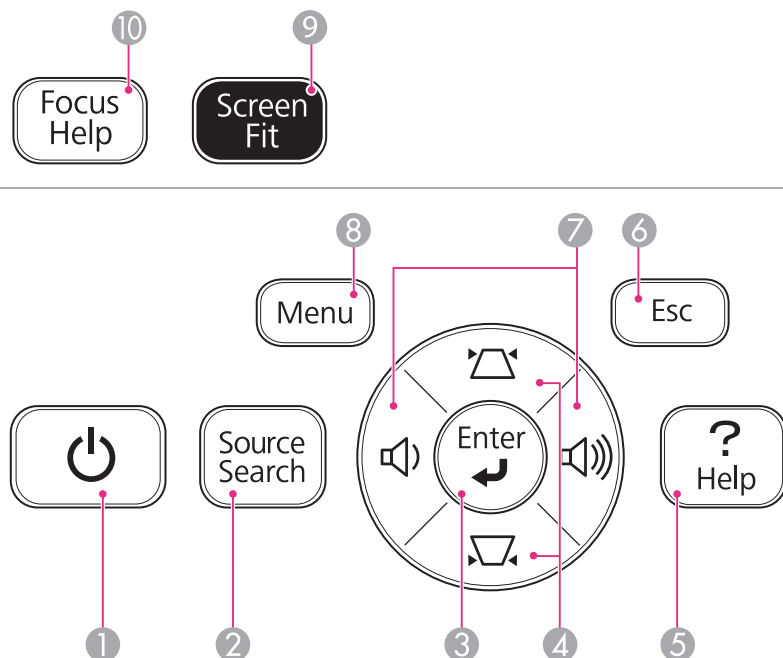 10
9
Focus
Help
Screen
Fit
8
7
6
Menu
Esc
Source
Search
Enter
?
Help
1
2
3
4
5